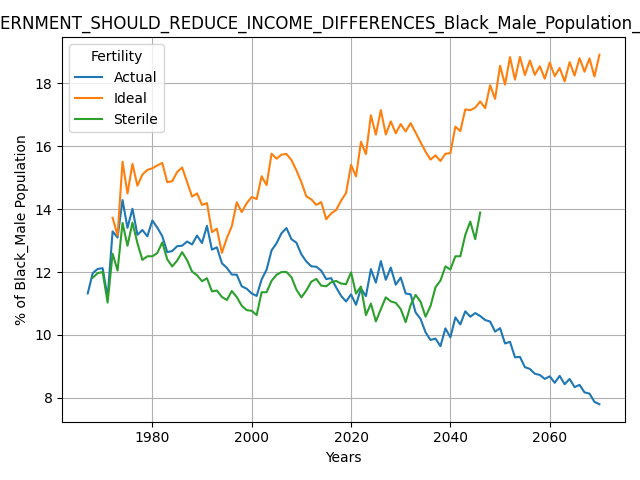 ERNMENT_SHOULD_REDUCE_INCOME_DIFFERENCES_Black_Male_Population_
Fertility
Actual
Ideal
Sterile
% of Black_Male Population
18
16
14
12
10
8
1980 2000 2020 2040 2060
Years